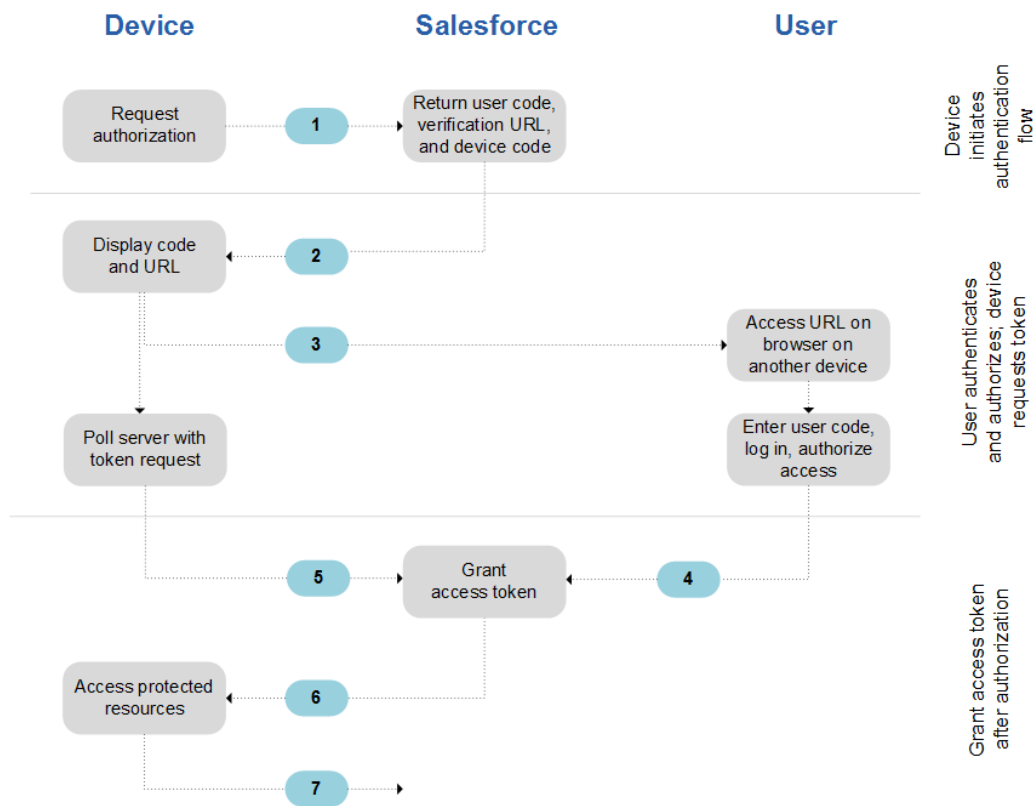 Device
Salesforce
User
Request
authorization
1
Return user code,
verification URL,
and device code
Device
initiates
authentication
flow
Display code
and URL
2
3
Access URL on
browser on
another device
Poll server with
token request
Enter user code,
log in, authorize
access
User authenticates
and authorizes; device
requests token
5
Grant
access token
4
Access protected
resources
6
7
Grant access token
after authorization